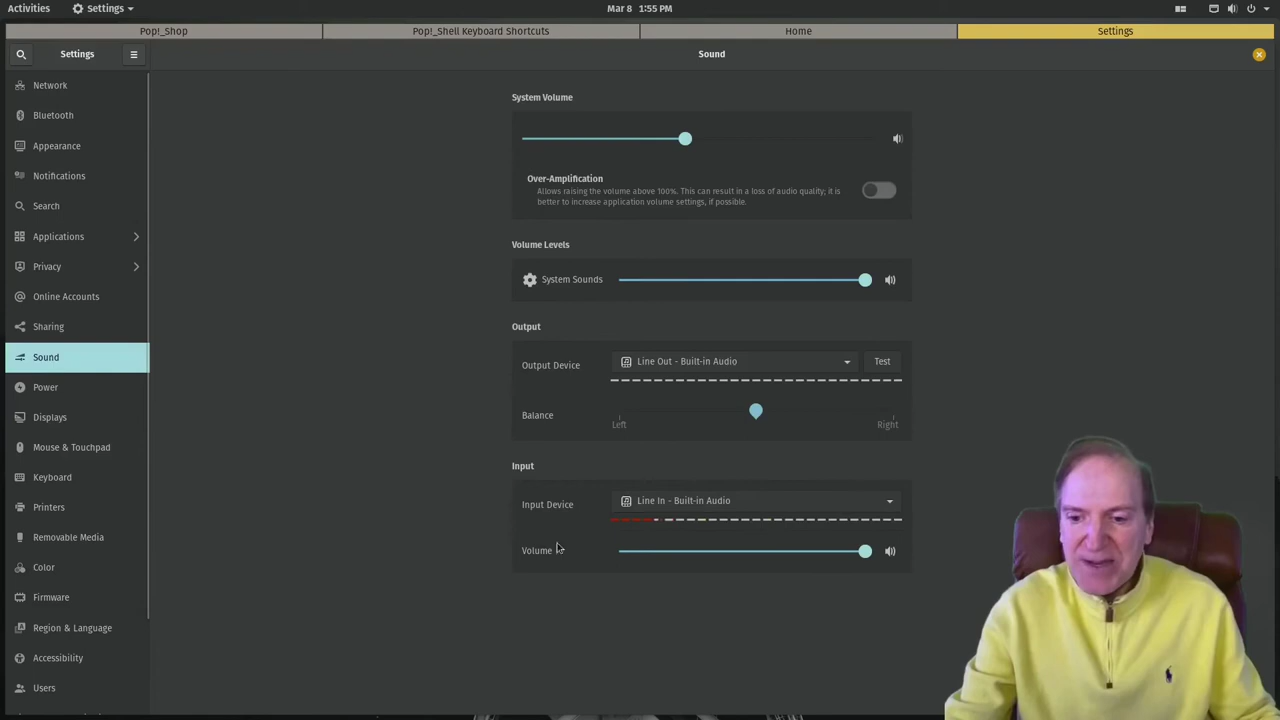 Activities
Settings
Mar 8 1:55 PM
Pop!_Shop
Pop!_Shell Keyboard Shortcuts
Home
Settings
Settings
Sound
Network
Bluetooth
Appearance
Notifications
Search
Applications
Privacy
Online Accounts
Sharing
Sound
Power
Displays
Mouse & Touchpad
Keyboard
Printers
Removable Media
Color
Firmware
Region & Language
Accessibility
Users
System Volume
Over-Amplification
Allows raising the volume above 100%. This can result in a loss of audio quality; it is
better to increase application volume settings, if possible.
Volume Levels
System Sounds
Output
Output Device
Line Out - Built-in Audio
Test
Balance
Left
Right
Input
Input Device
Line In - Built-in Audio
Volume